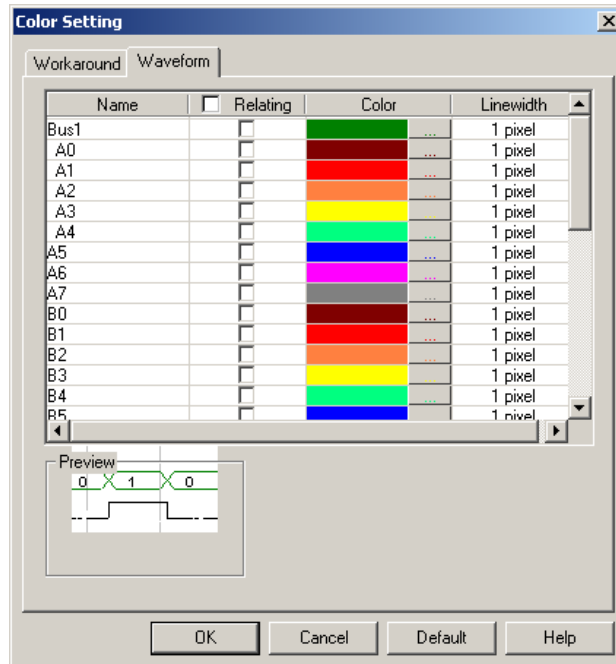 Color Setting
Workaround Waveform
Name Relating Color Linewidth
Bus1 ... 1 pixel
A0 ... 1 pixel
A1 ... 1 pixel
A2 ... 1 pixel
A3 ... 1 pixel
A4 ... 1 pixel
A5 ... 1 pixel
A6 ... 1 pixel
A7 ... 1 pixel
B0 ... 1 pixel
B1 ... 1 pixel
B2 ... 1 pixel
B3 ... 1 pixel
B4 ... 1 pixel
B5 ... 1 pixel
Preview
0 1 0
OK Cancel Default Help